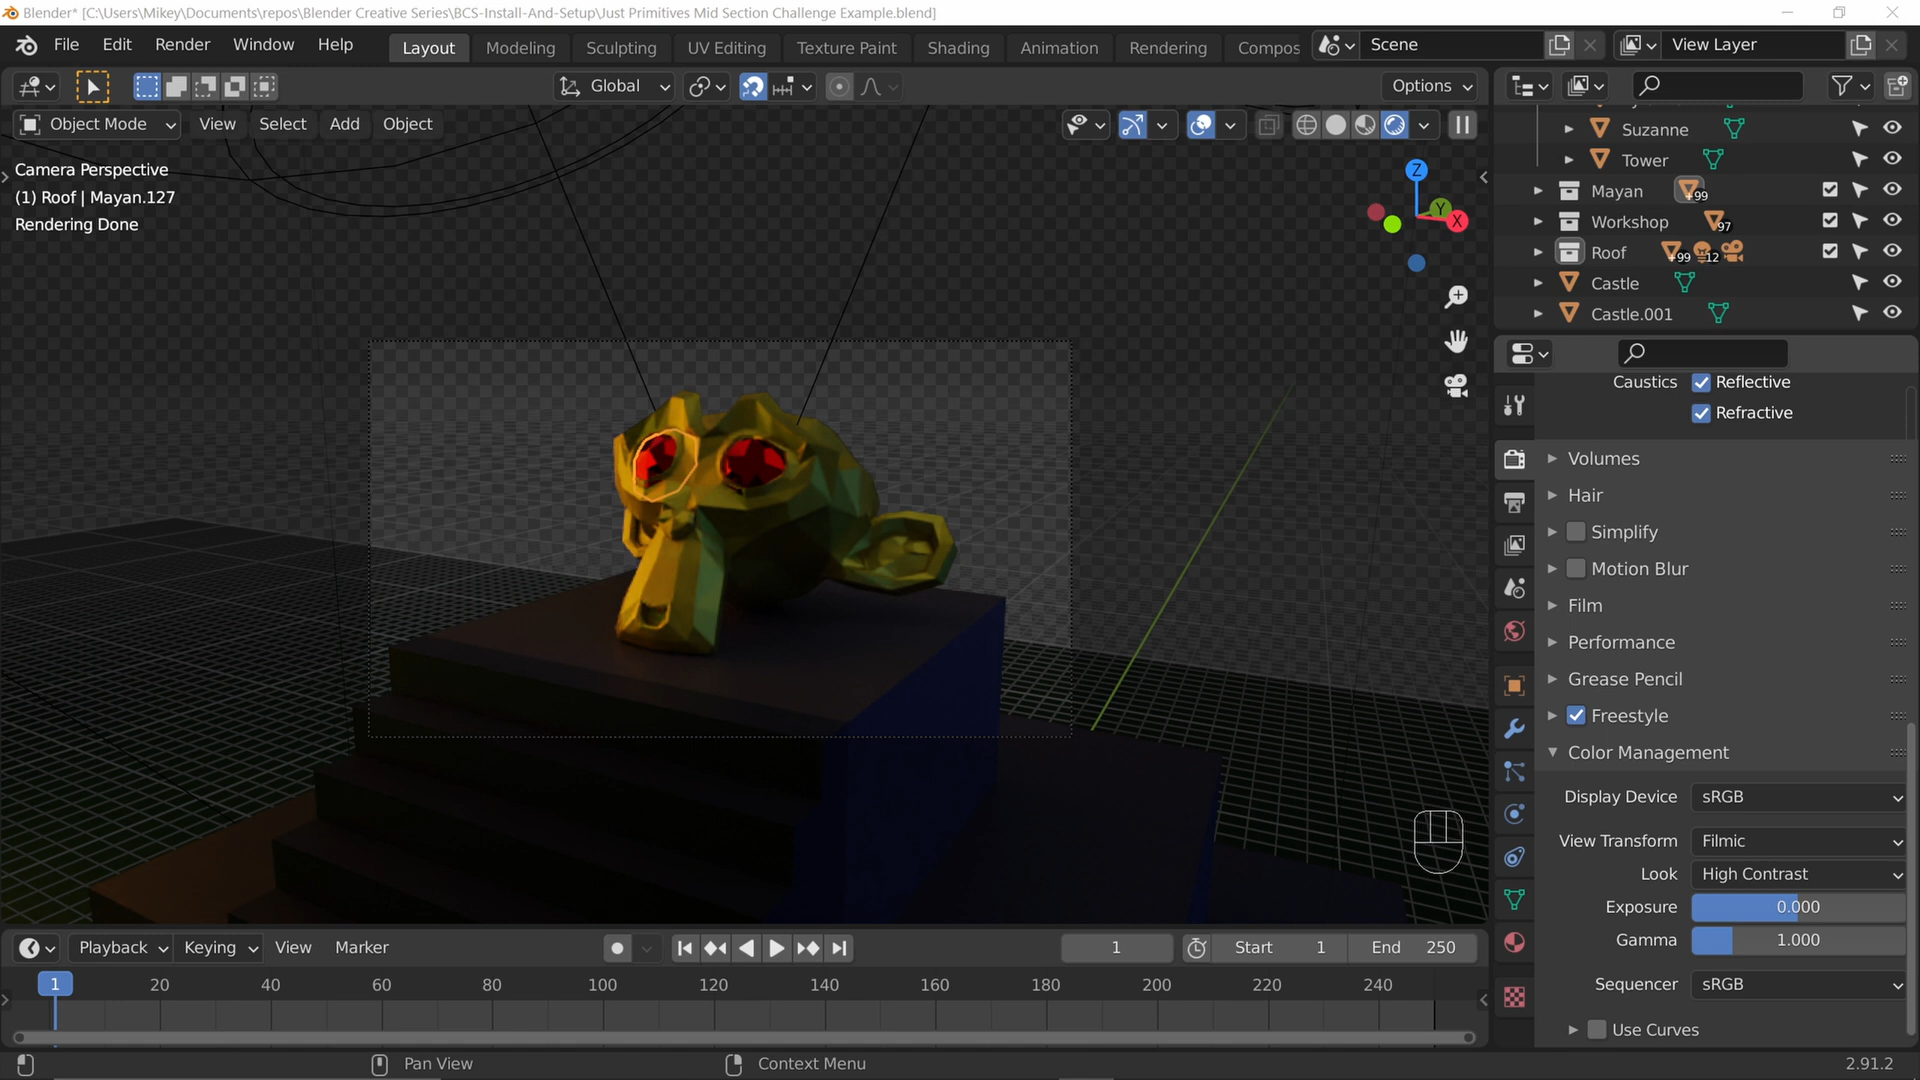 Blender* [C:\Users\Mikey\Documents\repos\Blender Creative Series\BCS-Install-And-Setup\Just Primitives Mid Section Challenge Example.blend]
File Edit Render Window Help Layout Modeling Sculpting UV Editing Texture Paint Shading Animation Rendering Compos Scene View Layer
Global Options
Object Mode View Select Add Object
Camera Perspective
(1) Roof | Mayan.127
Rendering Done
Z
Y
X
Suzanne
Tower
Mayan +99
Workshop 97
Roof +99 12
Castle
Castle.001
Caustics Reflective
Refractive
Volumes
Hair
Simplify
Motion Blur
Film
Performance
Grease Pencil
Freestyle
Color Management
Display Device sRGB
View Transform Filmic
Look High Contrast
Exposure 0.000
Gamma 1.000
Sequencer sRGB
Use Curves
Playback Keying View Marker 1 Start 1 End 250
1 20 40 60 80 100 120 140 160 180 200 220 240
Pan View Context Menu 2.91.2